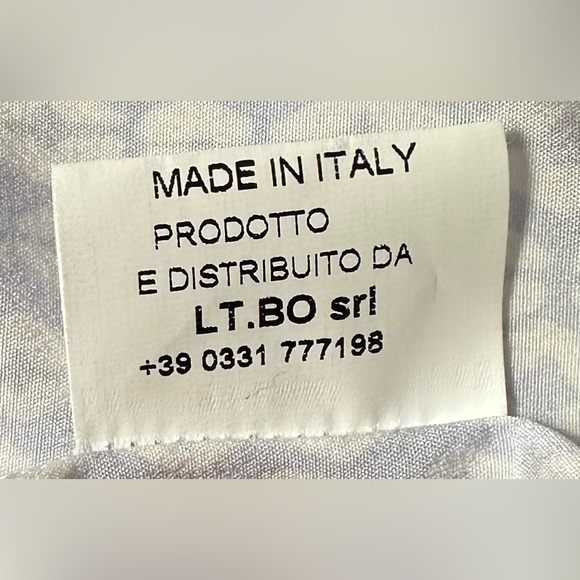 MADE IN ITALY
PRODOTTO
E DISTRIBUITO DA
LT.BO srl
+39 0331 777198